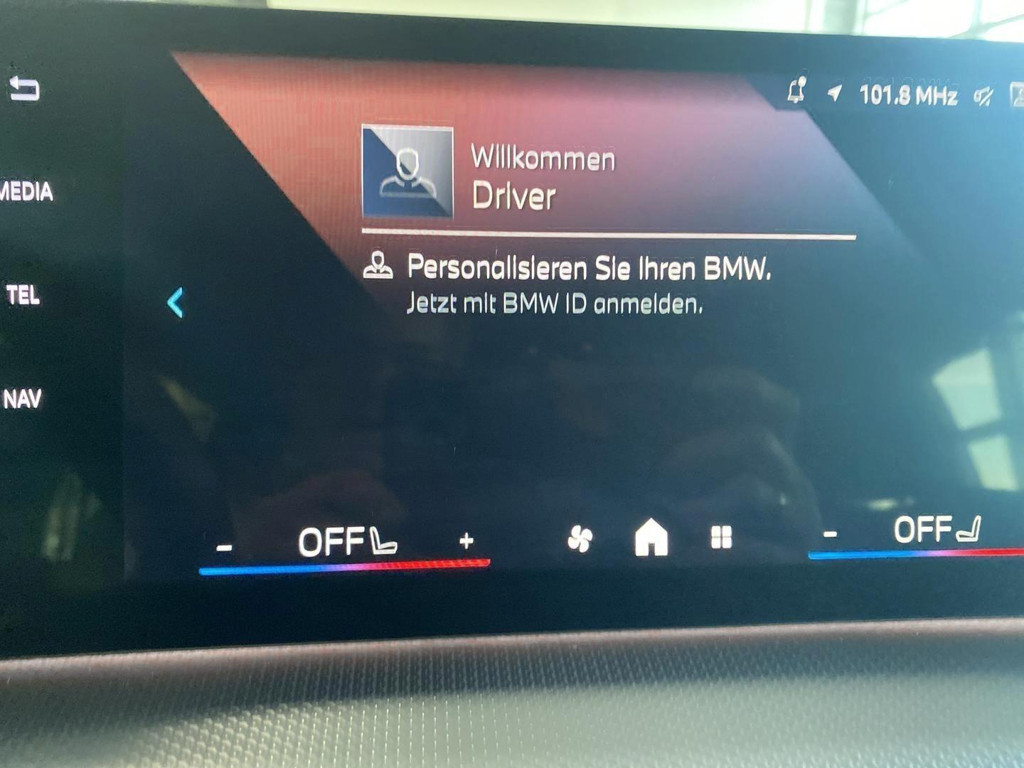 101.8 MHz
MEDIA
TEL
NAV
Willkommen
Driver
Personalisieren Sie Ihren BMW.
Jetzt mit BMW ID anmelden.
- OFF +
- OFF